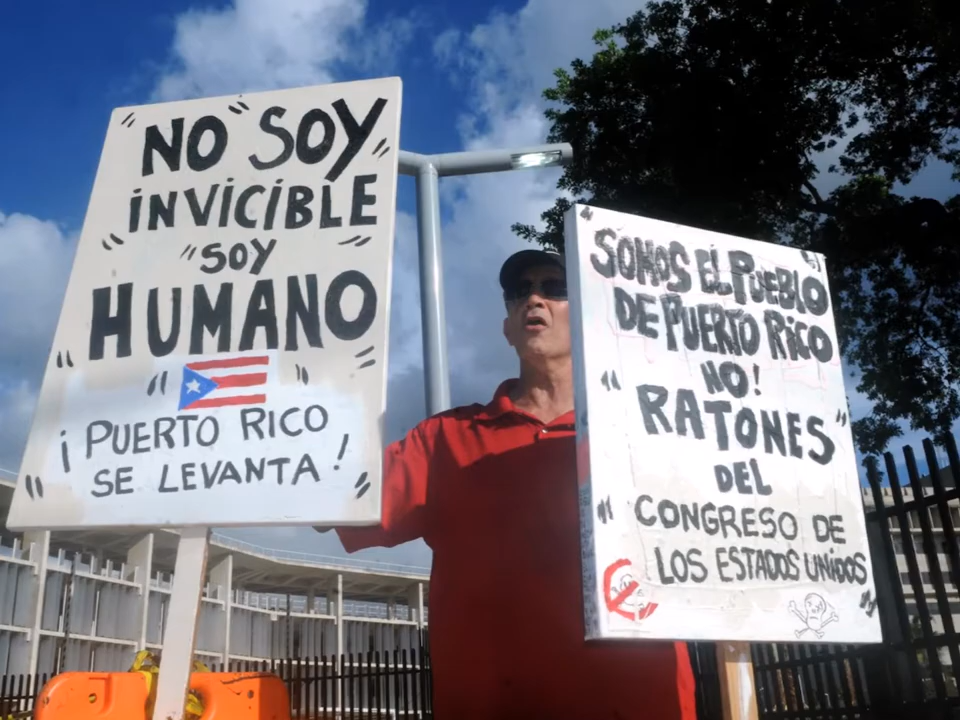 "NO" "SOY
INVICIBLE"
"SOY
HUMANO"
"¡PUERTO RICO"
"SE LEVANTA!"
"SOMOS EL PUEBLO"
DE PUERTO RICO
NO!
"RATONES"
DEL
"CONGRESO DE
LOS ESTADOS UNIDOS"